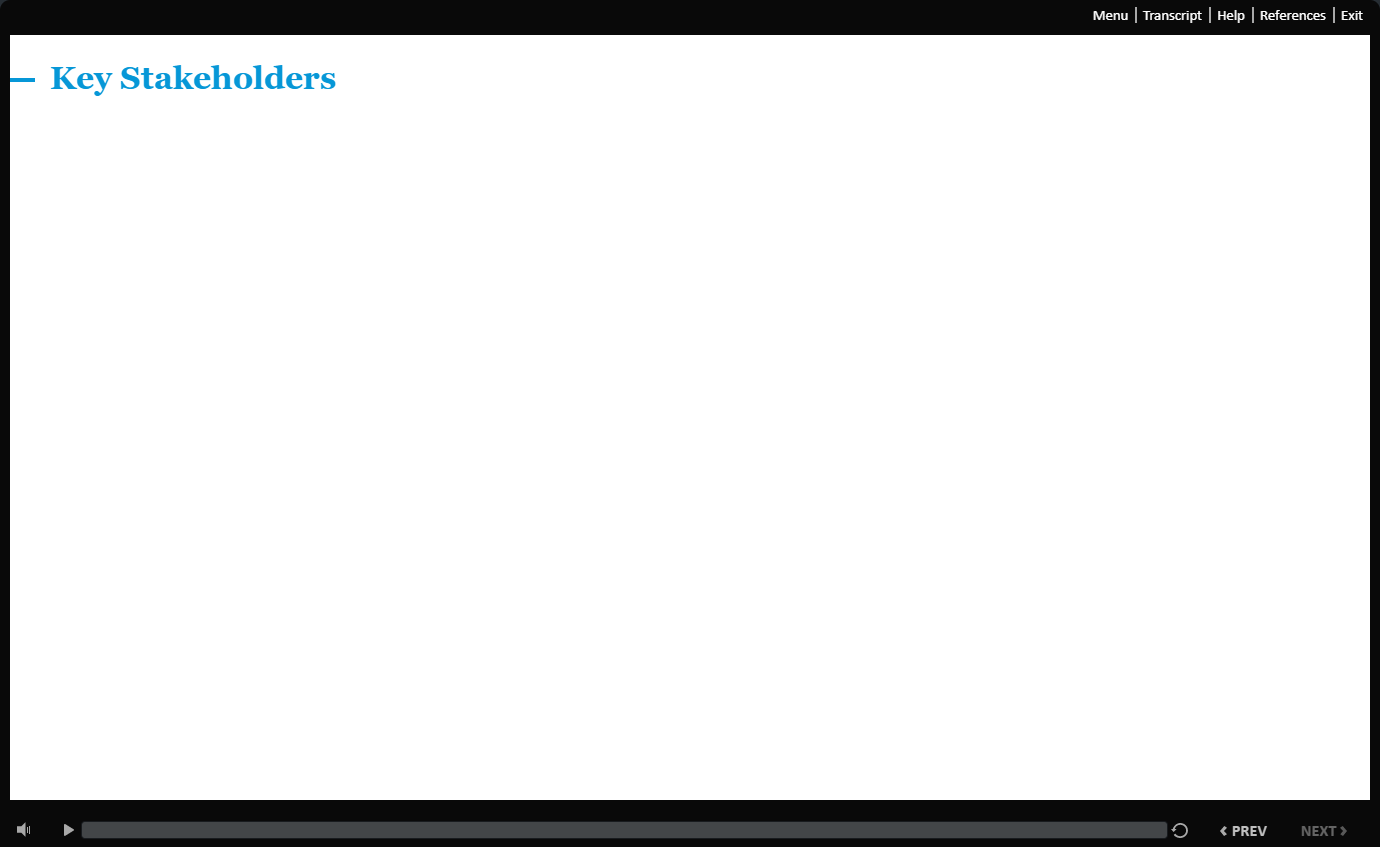 Menu Transcript Help References Exit
Key Stakeholders
PREV NEXT